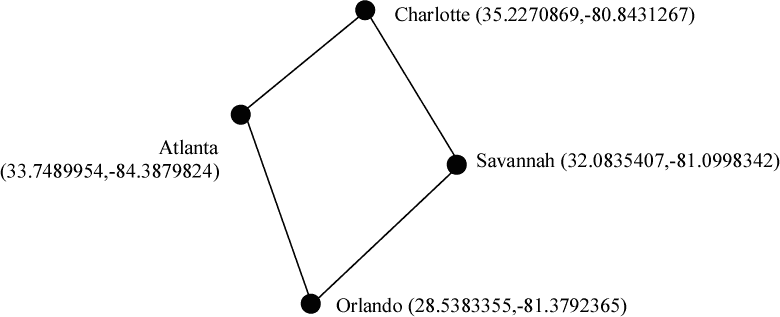 Charlotte (35.2270869,-80.8431267)
Atlanta
(33.7489954,-84.3879824)
Savannah (32.0835407,-81.0998342)
Orlando (28.5383355,-81.3792365)